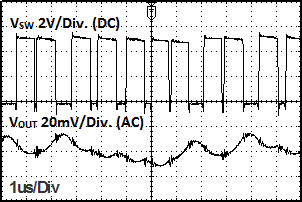 VSW 2V/Div. (DC)
VOUT 20mV/Div. (AC)
1us/Div